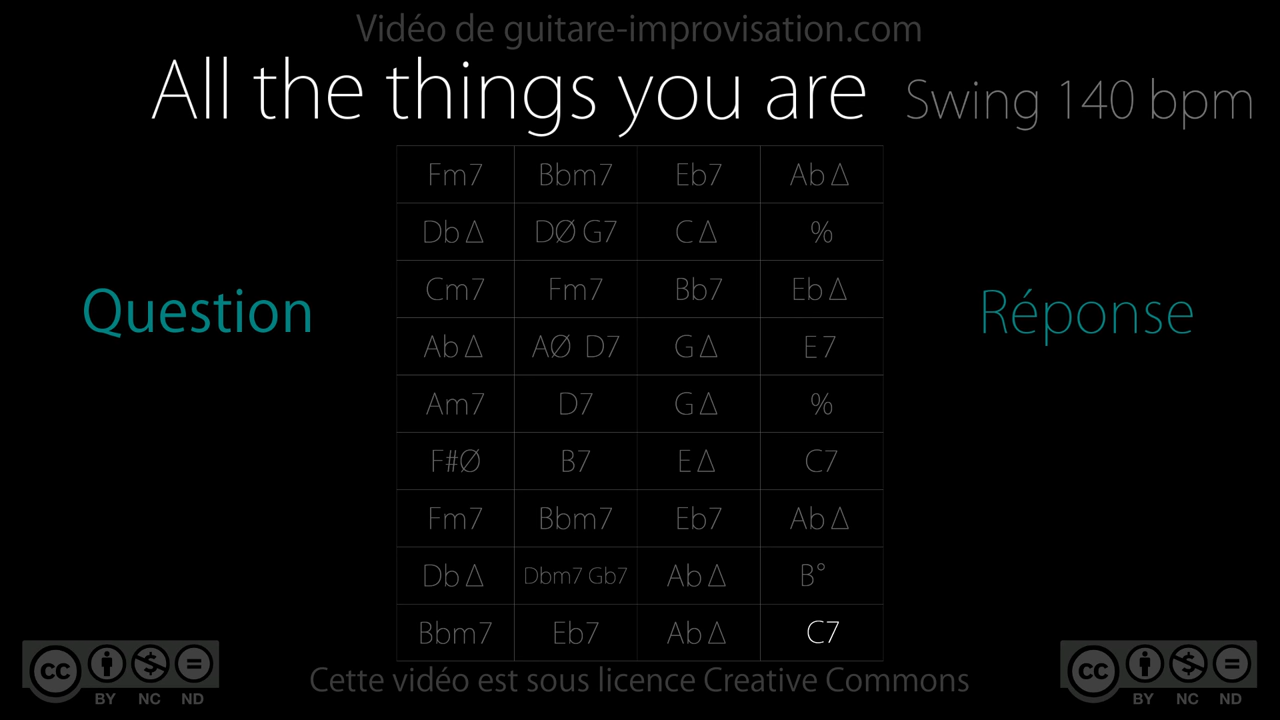 Vidéo de guitare-improvisation.com
All the things you are Swing 140 bpm
Fm7 Bbm7 Eb7 Ab Δ
Db Δ DØ G7 C Δ %
Cm7 Fm7 Bb7 Eb Δ
Question Réponse
Ab Δ AØ D7 G Δ E7
Am7 D7 G Δ %
F#Ø B7 E Δ C7
Fm7 Bbm7 Eb7 Ab Δ
Db Δ Dbm7 Gb7 Ab Δ B°
Bbm7 Eb7 Ab Δ C7
cc BY NC ND
Cette vidéo est sous licence Creative Commons
cc BY NC ND